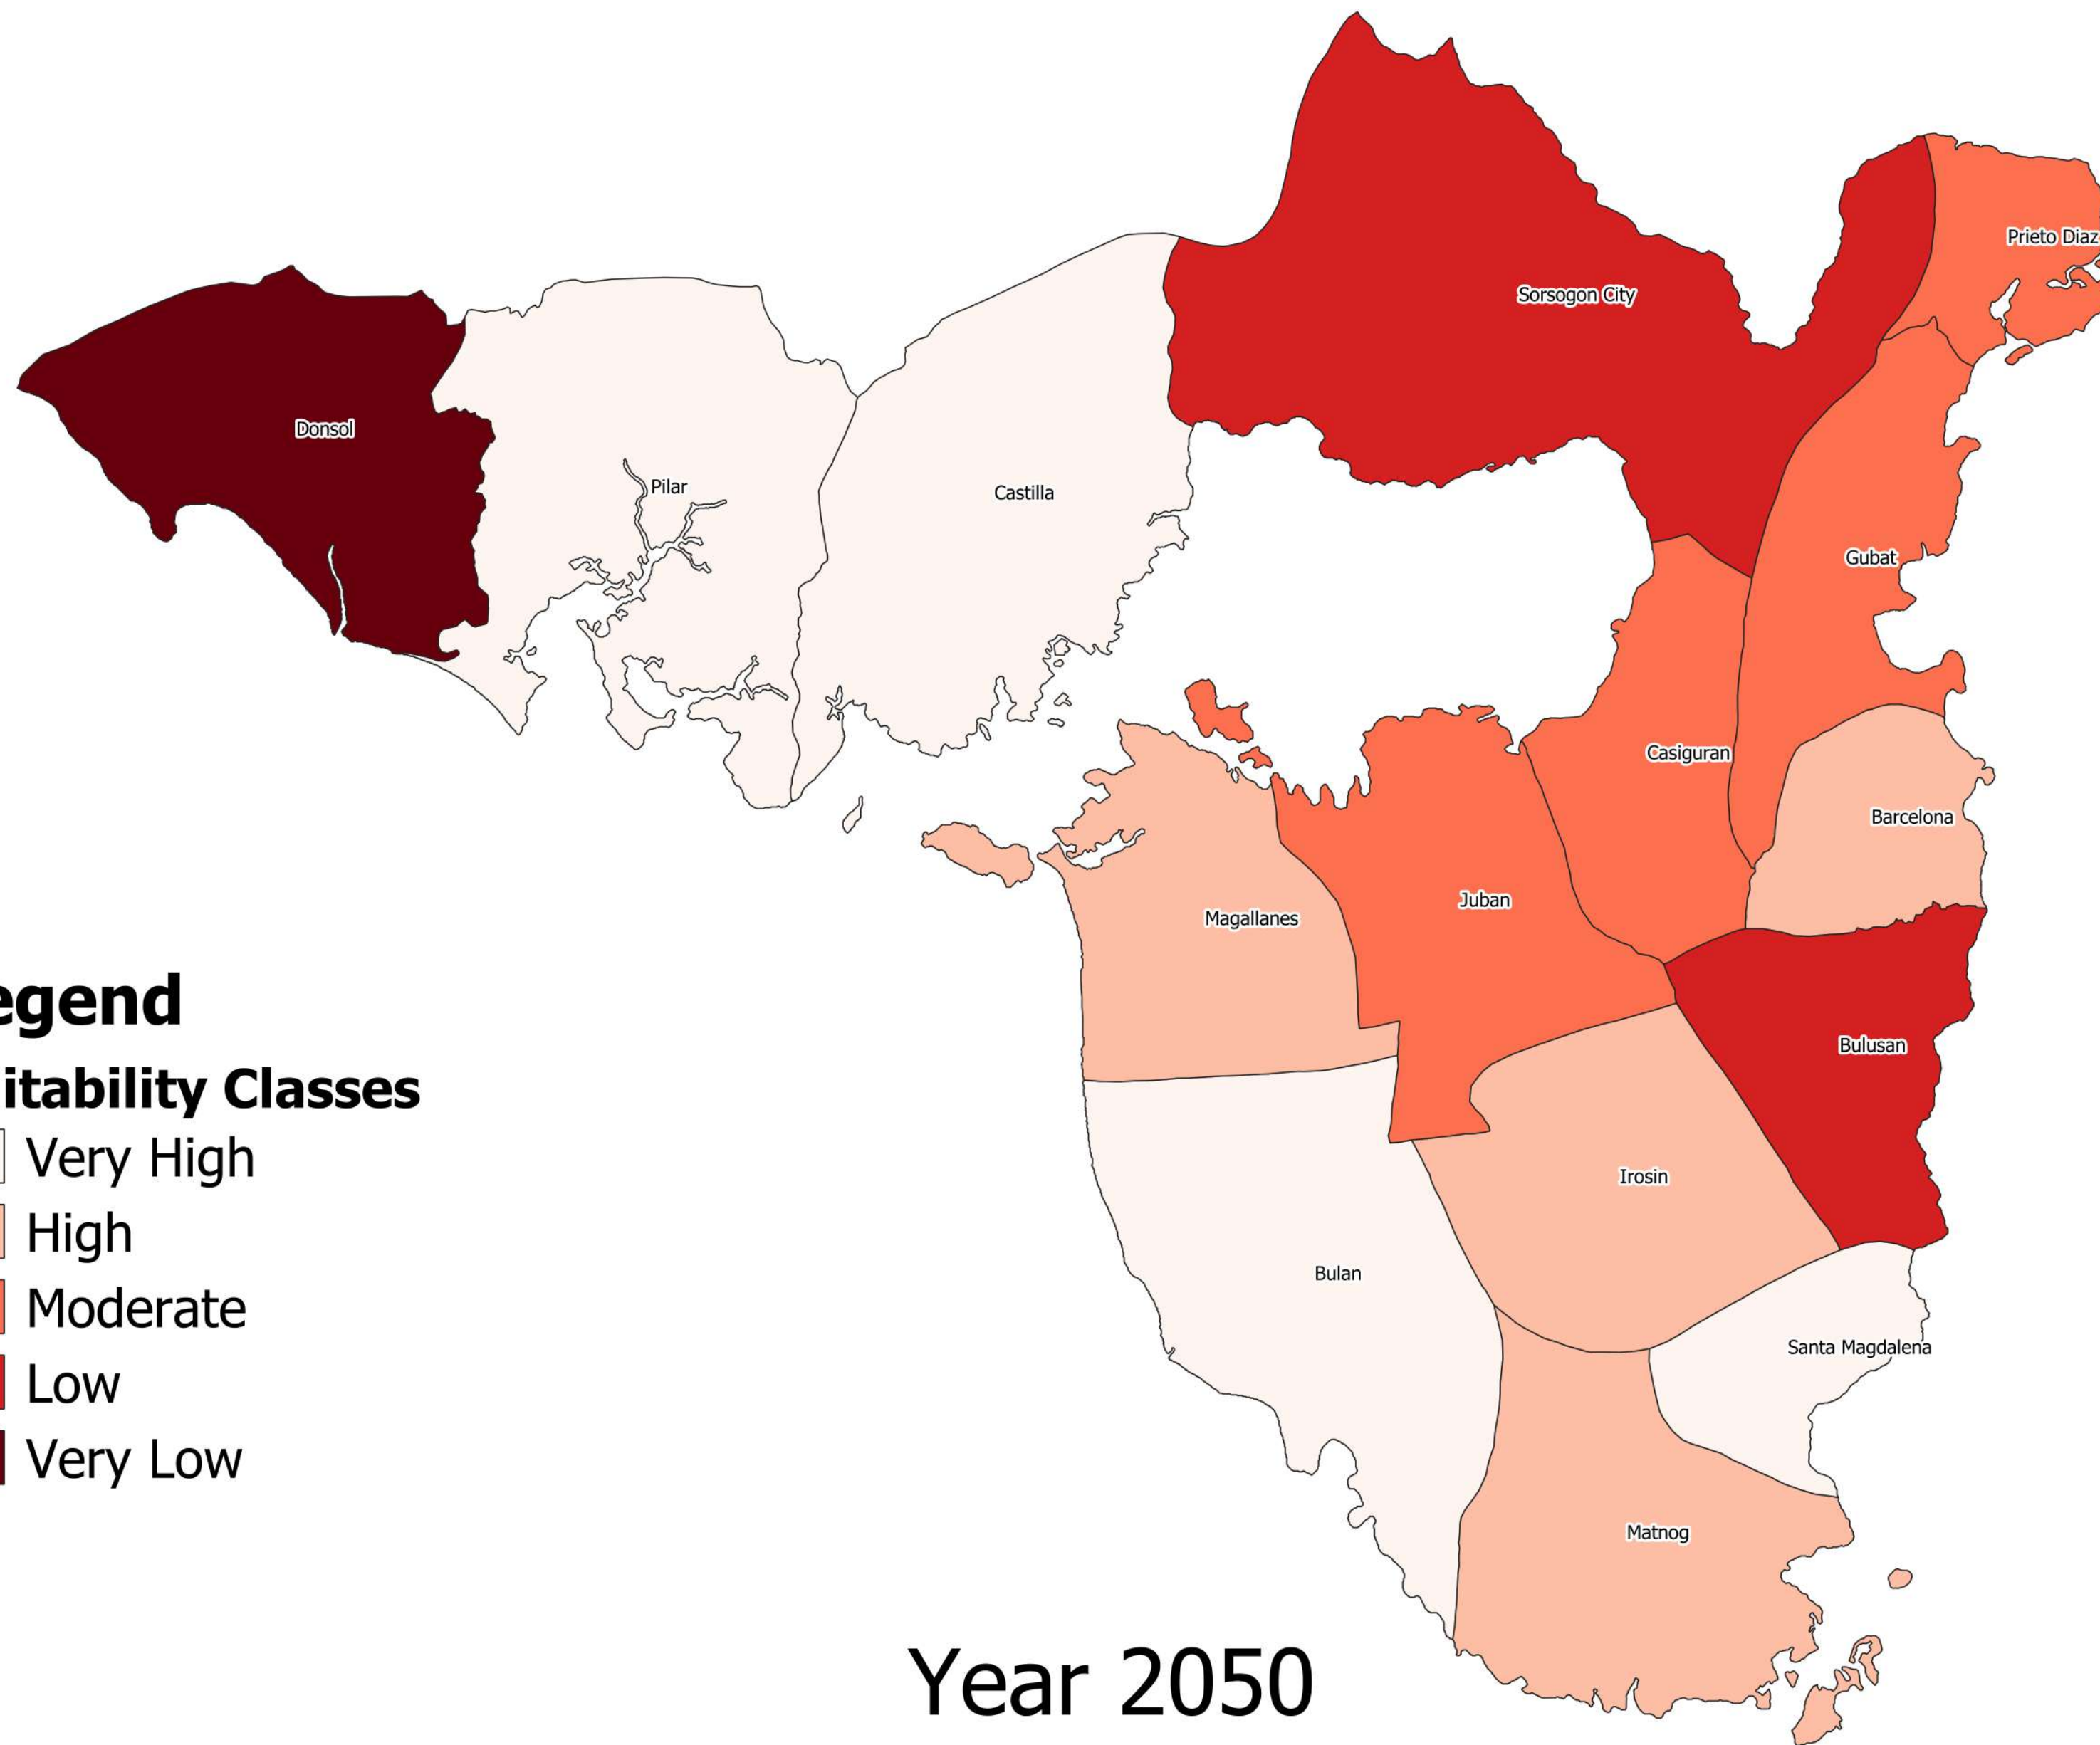 Prieto Diaz
Sorsogon City
Donsol
Pilar
Castilla
Gubat
Casiguran
Barcelona
Juban
Magallanes
Bulusan
Irosin
Bulan
Santa Magdalena
Matnog
egend
itability Classes
Very High
High
Moderate
Low
Very Low
Year 2050